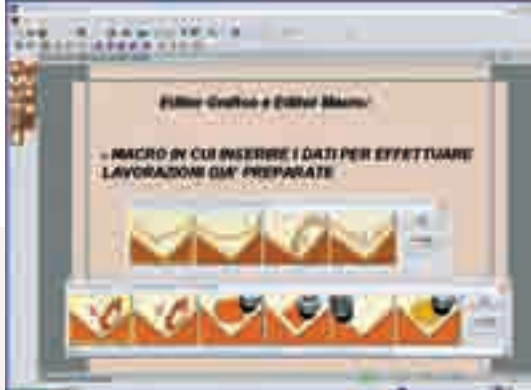 Editor Grafico e Editor Macro:
- MACRO IN CUI INSERIRE I DATI PER EFFETTUARE
LAVORAZIONI GIA' PREPARATE